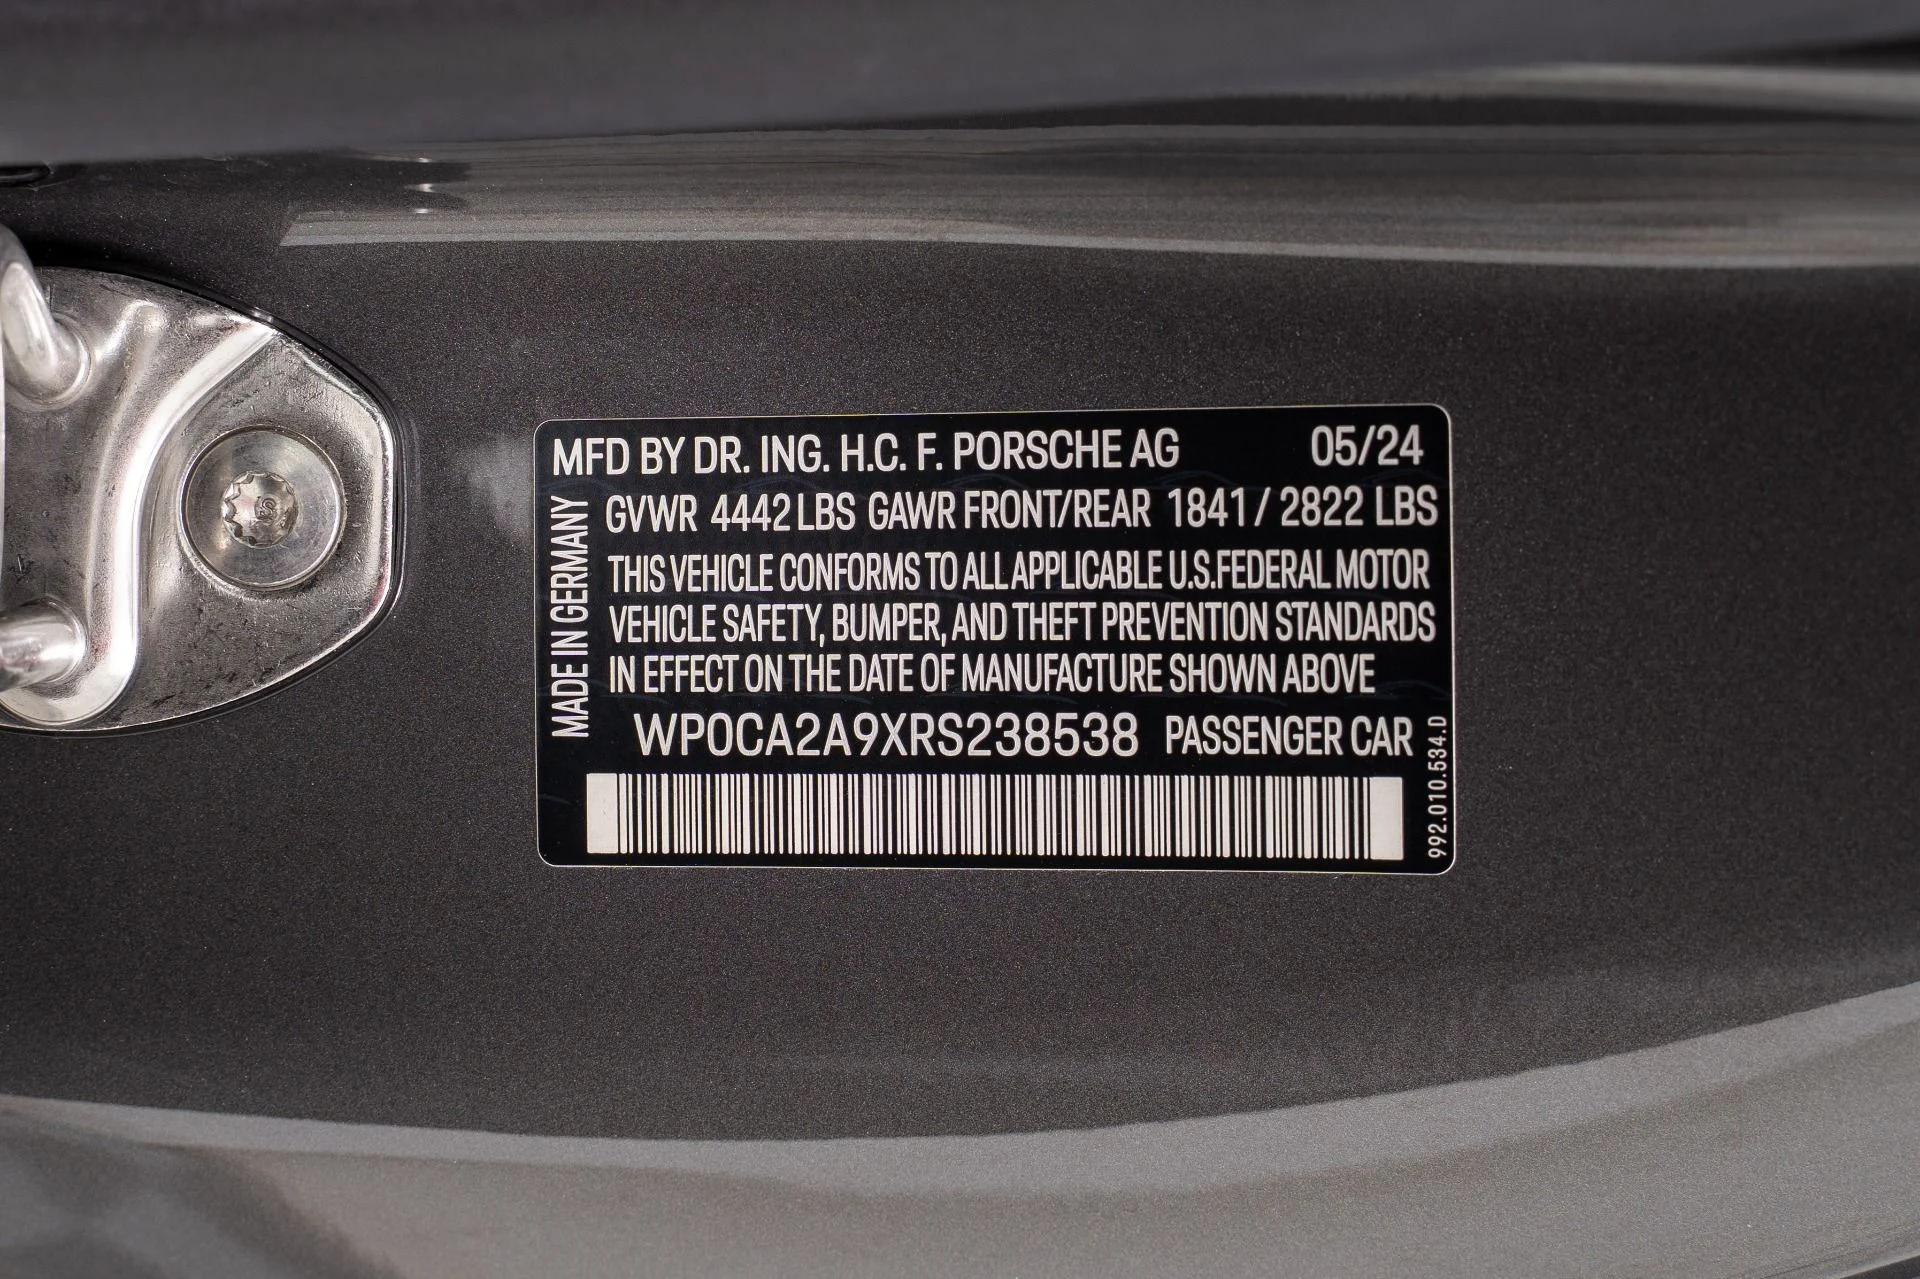 MFD BY DR. ING. H.C. F. PORSCHE AG 05/24
GVWR 4442 LBS GAWR FRONT/REAR 1841 / 2822 LBS
THIS VEHICLE CONFORMS TO ALL APPLICABLE U.S.FEDERAL MOTOR
VEHICLE SAFETY, BUMPER, AND THEFT PREVENTION STANDARDS
IN EFFECT ON THE DATE OF MANUFACTURE SHOWN ABOVE
WP0CA2A9XRS238538 PASSENGER CAR
MADE IN GERMANY
992.010.534.D